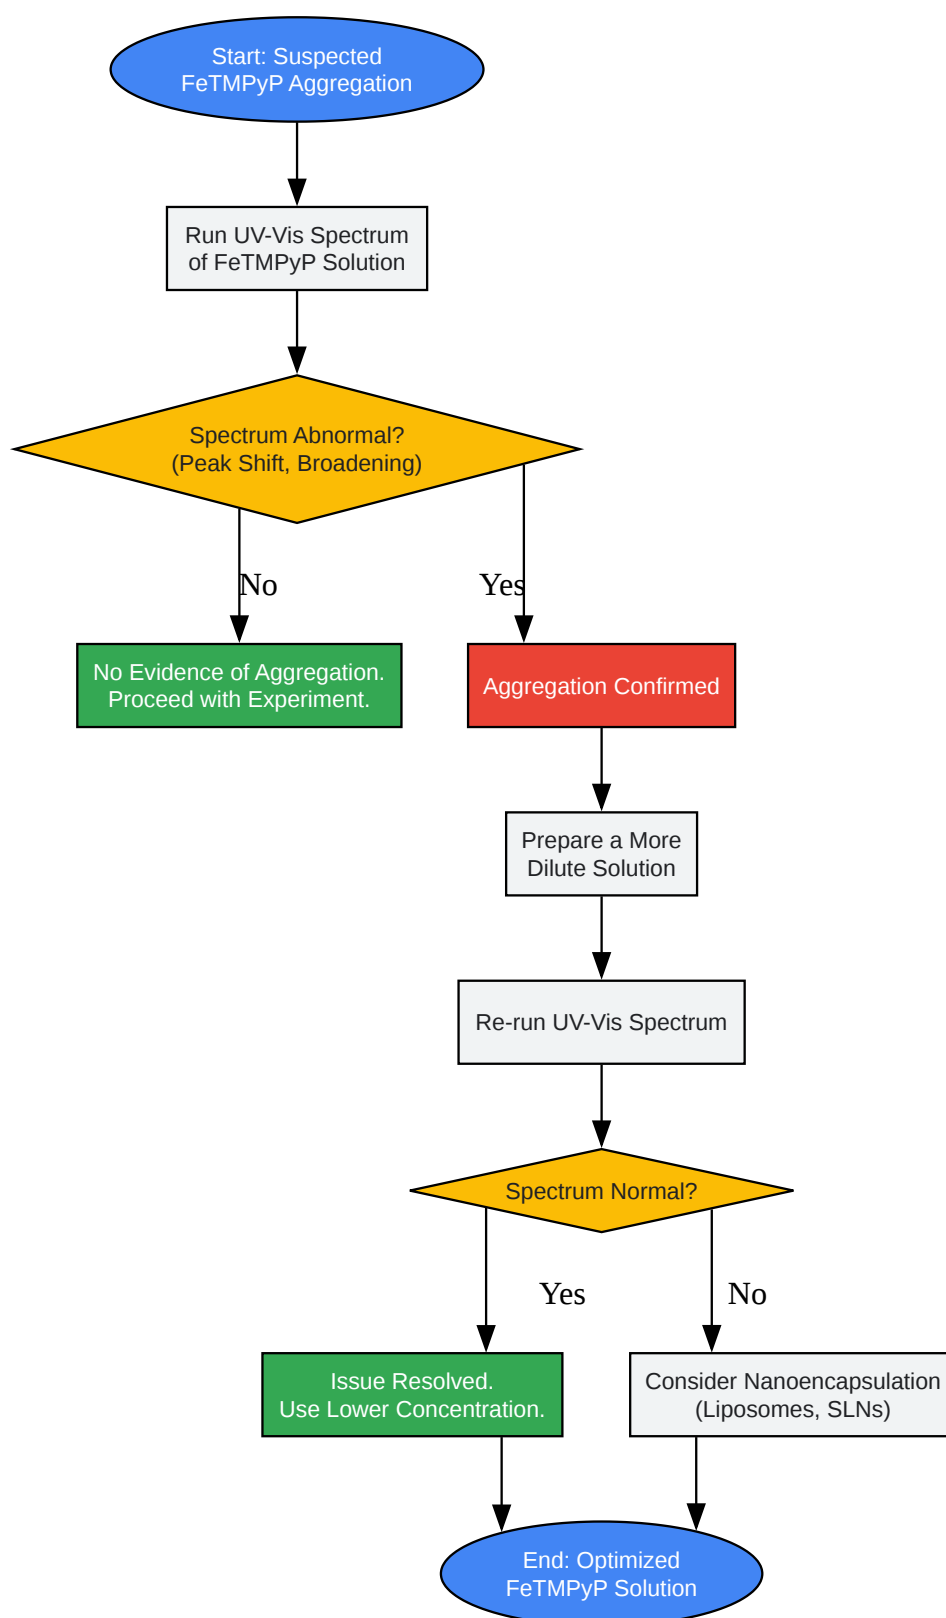 Start: Suspected
FeTMPyP Aggregation
Run UV-Vis Spectrum
of FeTMPyP Solution
Spectrum Abnormal?
(Peak Shift, Broadening)
No
Yes
No Evidence of Aggregation.
Proceed with Experiment.
Aggregation Confirmed
Prepare a More
Dilute Solution
Re-run UV-Vis Spectrum
Spectrum Normal?
Yes
No
Issue Resolved.
Use Lower Concentration.
Consider Nanoencapsulation
(Liposomes, SLNs)
End: Optimized
FeTMPyP Solution